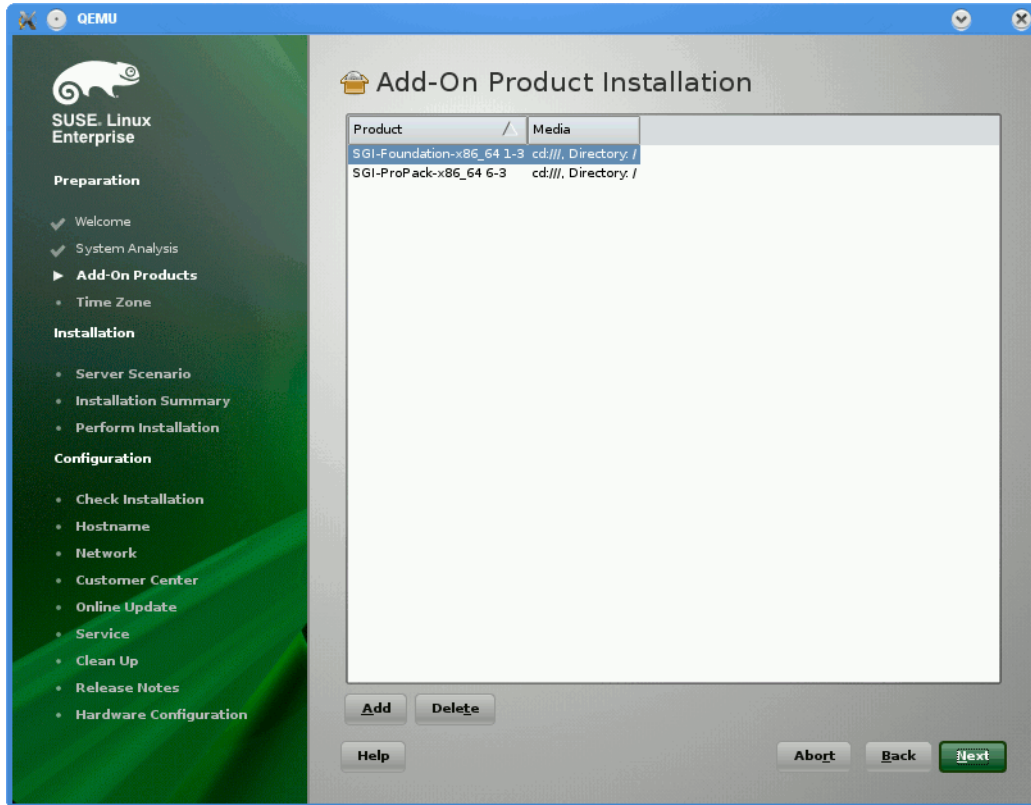 QEMU
SUSE. Linux
Enterprise
Preparation
Welcome
System Analysis
Add-On Products
Time Zone
Installation
Server Scenario
Installation Summary
Perform Installation
Configuration
Check Installation
Hostname
Network
Customer Center
Online Update
Service
Clean Up
Release Notes
Hardware Configuration
Add-On Product Installation
Product Media
SGI-Foundation-x86_64 1-3 cd:///, Directory: /
SGI-ProPack-x86_64 6-3 cd:///, Directory: /
Add Delete
Help Abort Back Next